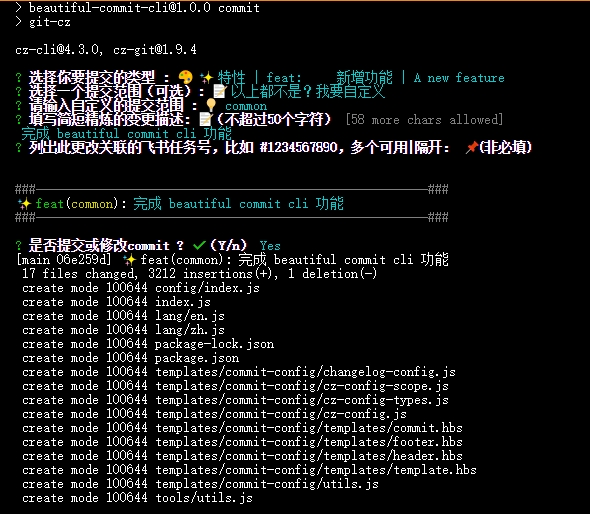 > beautiful-commit-cli@1.0.0 commit
> git-cz
cz-cli@4.3.0, cz-git@1.9.4
? 选择你要提交的类型 : 🎨 ✨特性 | feat: 新增功能 | A new feature
? 选择一个提交范围（可选）: 📝以上都不是？我要自定义
? 请输入自定义的提交范围 : 💡 common
? 填写简短精炼的变更描述: 📝(不超过50个字符) [58 more chars allowed]
完成 beautiful commit cli 功能
? 列出此更改关联的飞书任务号，比如 #1234567890，多个可用|隔开： 📌(非必填)
###--------------------------------------------------------###
✨feat(common): 完成 beautiful commit cli 功能
###--------------------------------------------------------###
? 是否提交或修改commit ? ✔ (Y/n) Yes
[main 06e259d] ✨feat(common): 完成 beautiful commit cli 功能
17 files changed, 3212 insertions(+), 1 deletion(-)
create mode 100644 config/index.js
create mode 100644 index.js
create mode 100644 lang/en.js
create mode 100644 lang/zh.js
create mode 100644 package-lock.json
create mode 100644 package.json
create mode 100644 templates/commit-config/changelog-config.js
create mode 100644 templates/commit-config/cz-config-scope.js
create mode 100644 templates/commit-config/cz-config-types.js
create mode 100644 templates/commit-config/cz-config.js
create mode 100644 templates/commit-config/templates/commit.hbs
create mode 100644 templates/commit-config/templates/footer.hbs
create mode 100644 templates/commit-config/templates/header.hbs
create mode 100644 templates/commit-config/templates/template.hbs
create mode 100644 templates/commit-config/utils.js
create mode 100644 tools/utils.js